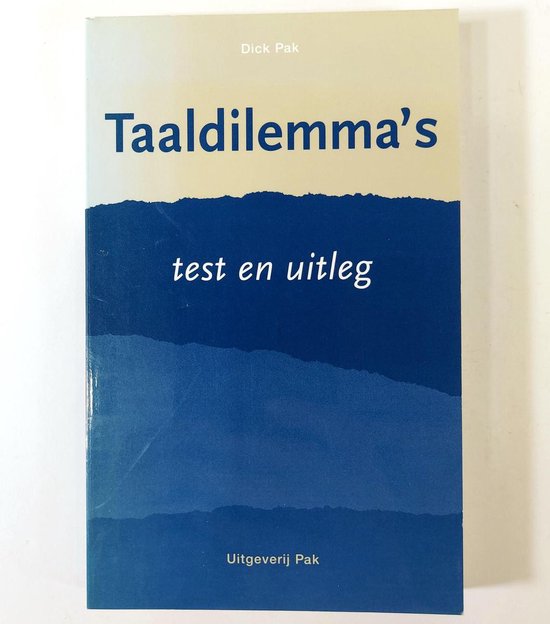 Dick Pak
Taaldilemma's
test en uitleg
Uitgeverij Pak